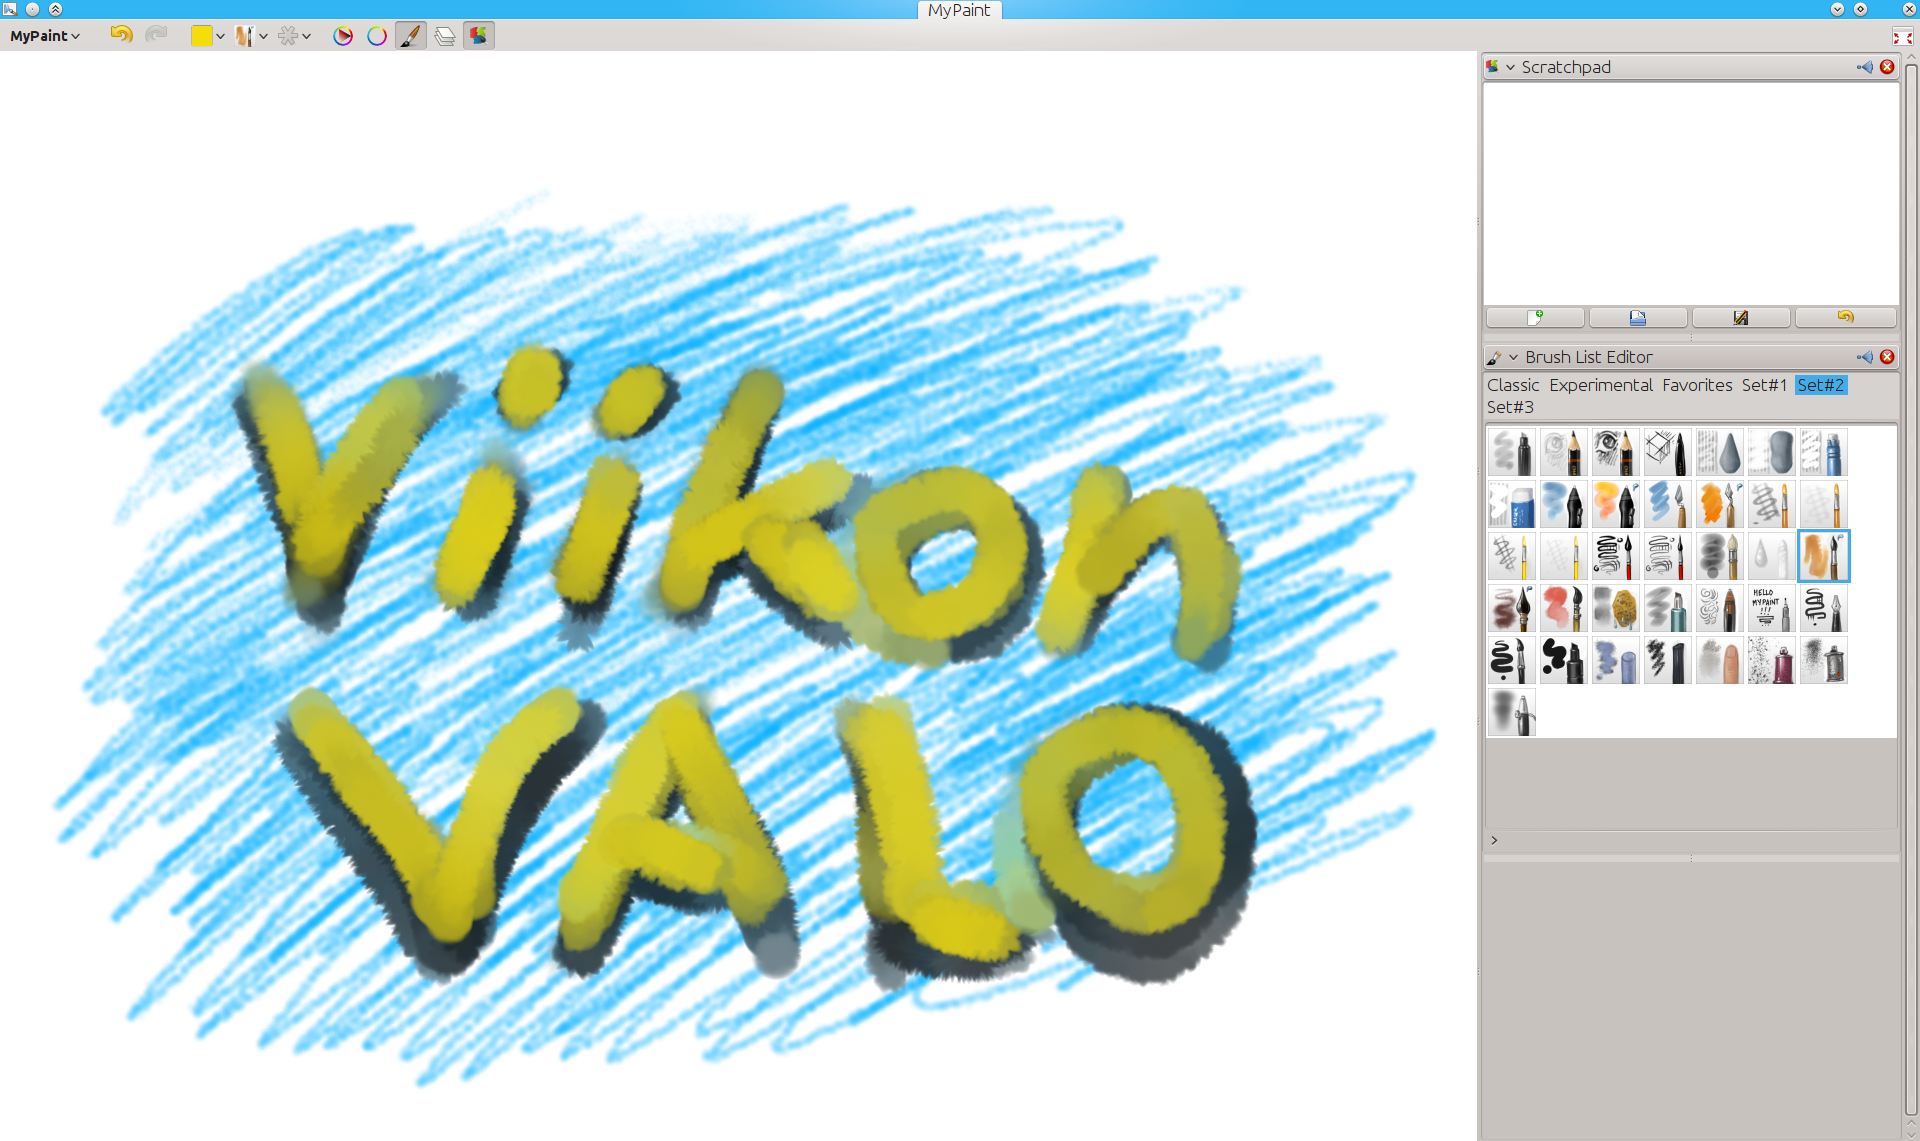 MyPaint
MyPaint
Scratchpad
Brush List Editor
Classic Experimental Favorites Set#1 Set#2
Set#3
HELLO
MYPAINT
!!!
Viikon
VALO